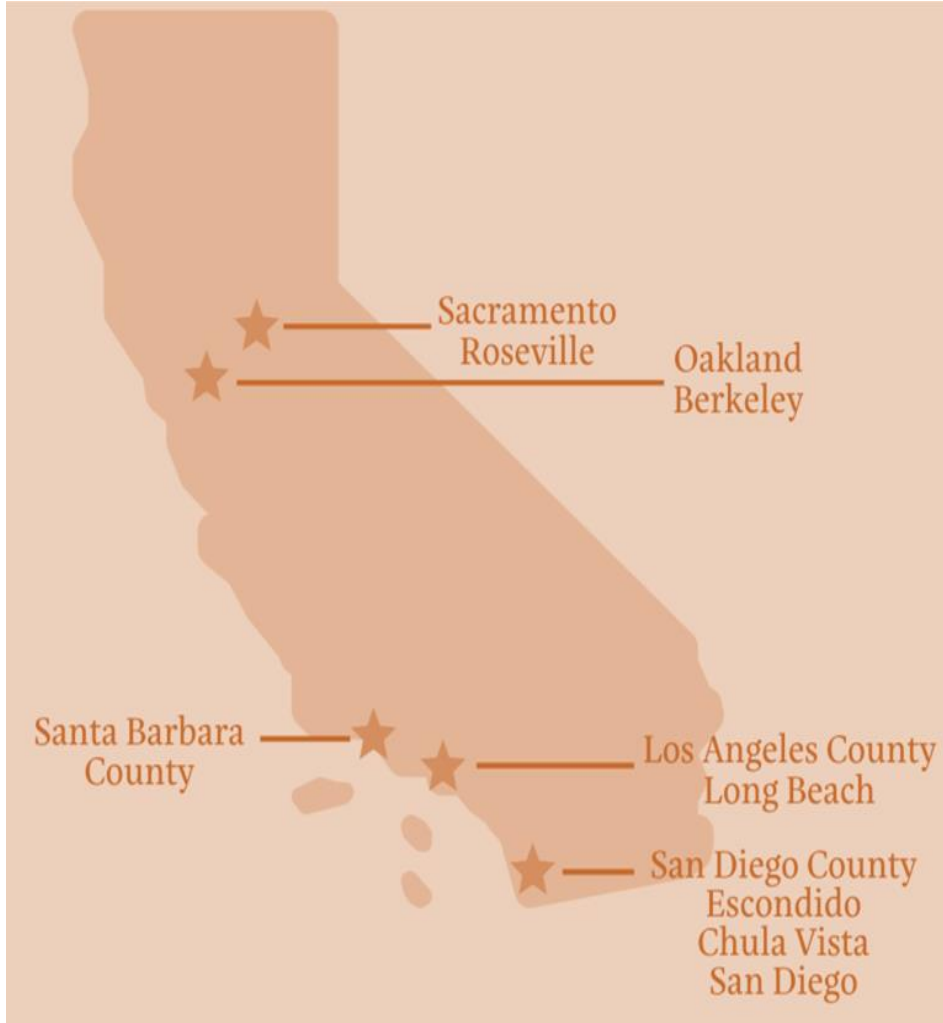 Sacramento
Roseville
Oakland
Berkeley
Santa Barbara
County
Los Angeles County
Long Beach
San Diego County
Escondido
Chula Vista
San Diego